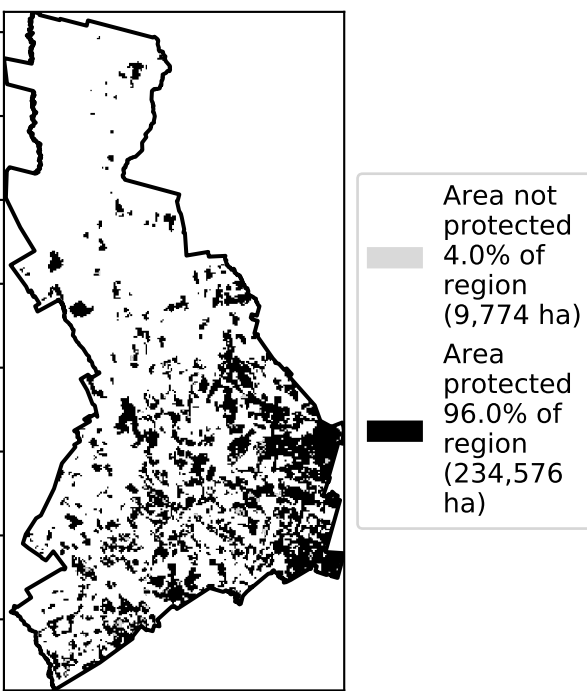 Area not
protected
4.0% of
region
(9,774 ha)
Area
protected
96.0% of
region
(234,576
ha)